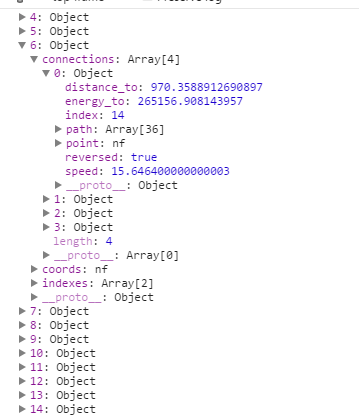 4: Object
5: Object
6: Object
connections: Array[4]
0: Object
distance_to: 970.3588912690897
energy_to: 265156.908143957
index: 14
path: Array[36]
point: nf
reversed: true
speed: 15.646400000000003
__proto__: Object
1: Object
2: Object
3: Object
length: 4
__proto__: Array[0]
coords: nf
indexes: Array[2]
__proto__: Object
7: Object
8: Object
9: Object
10: Object
11: Object
12: Object
13: Object
14: Object